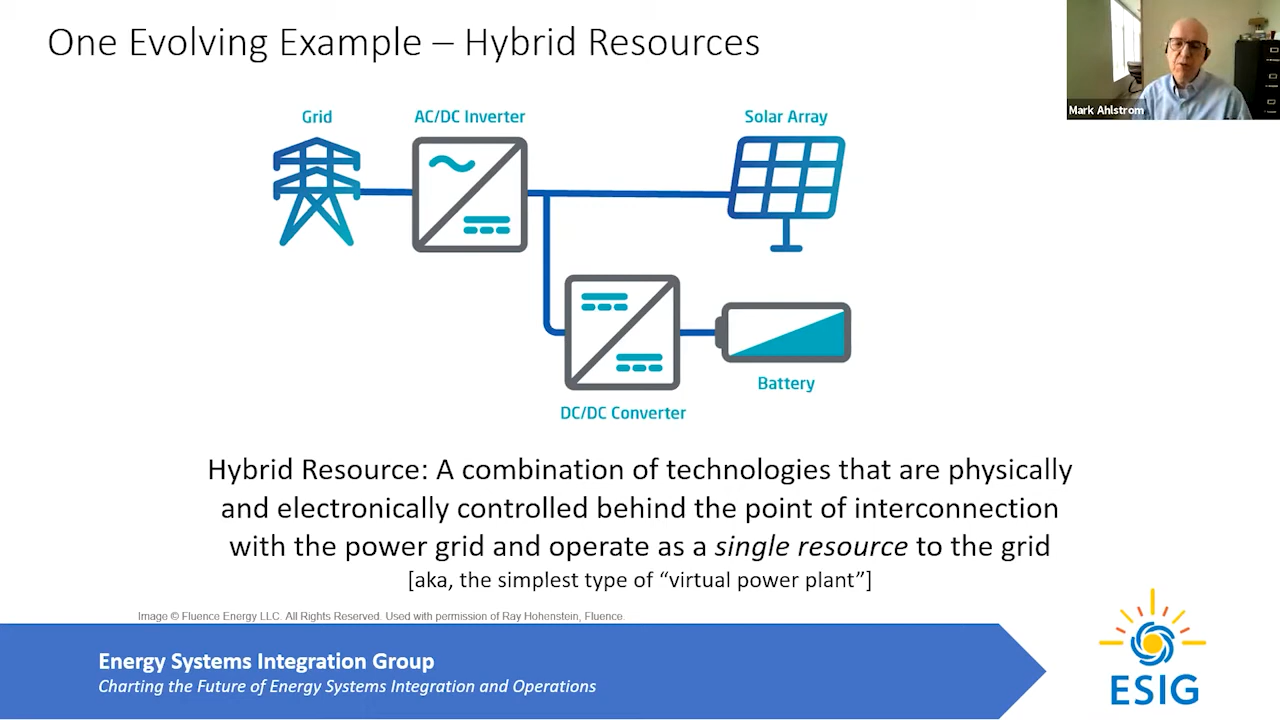 One Evolving Example – Hybrid Resources
Mark Ahlstrom
Grid
AC/DC Inverter
Solar Array
Battery
DC/DC Converter
Hybrid Resource: A combination of technologies that are physically
and electronically controlled behind the point of interconnection
with the power grid and operate as a single resource to the grid
[aka, the simplest type of “virtual power plant”]
Image © Fluence Energy LLC. All Rights Reserved. Used with permission of Ray Hohenstein, Fluence.
Energy Systems Integration Group
Charting the Future of Energy Systems Integration and Operations
ESIG